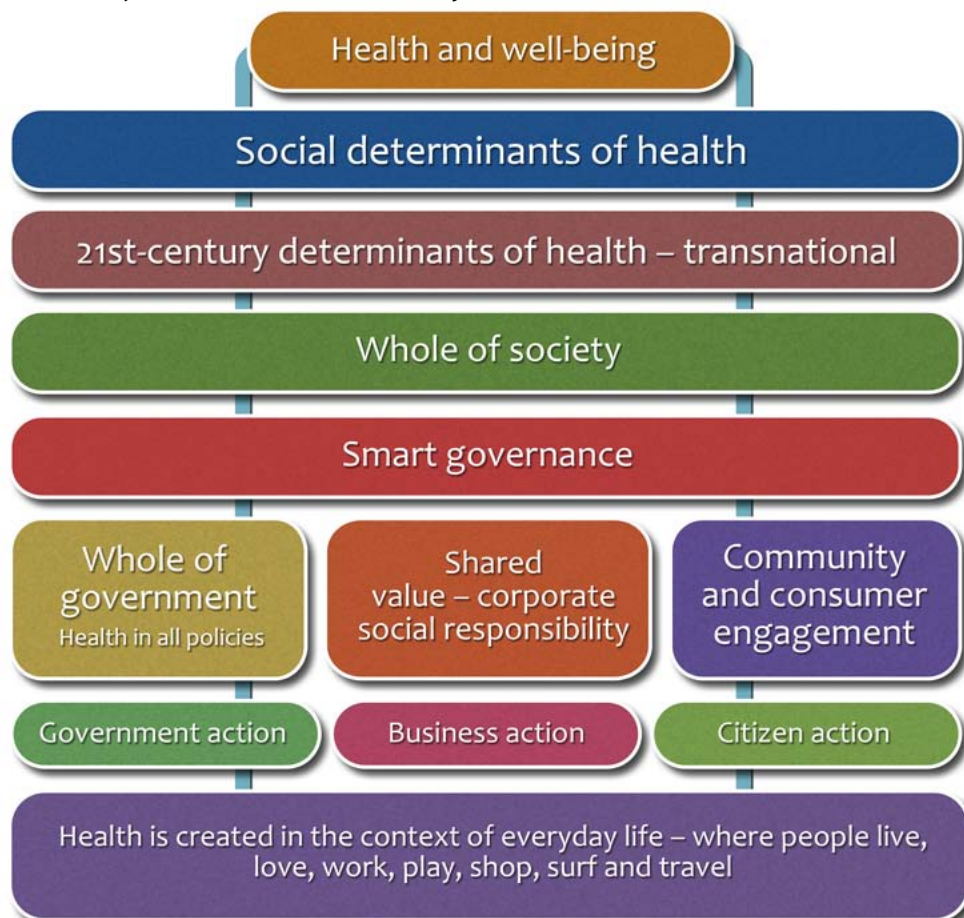 Health and well-being
Social determinants of health
21st-century determinants of health – transnational
Whole of society
Smart governance
Whole of
government
Health in all policies
Shared
value – corporate
social responsibility
Community
and consumer
engagement
Government action
Business action
Citizen action
Health is created in the context of everyday life – where people live,
love, work, play, shop, surf and travel